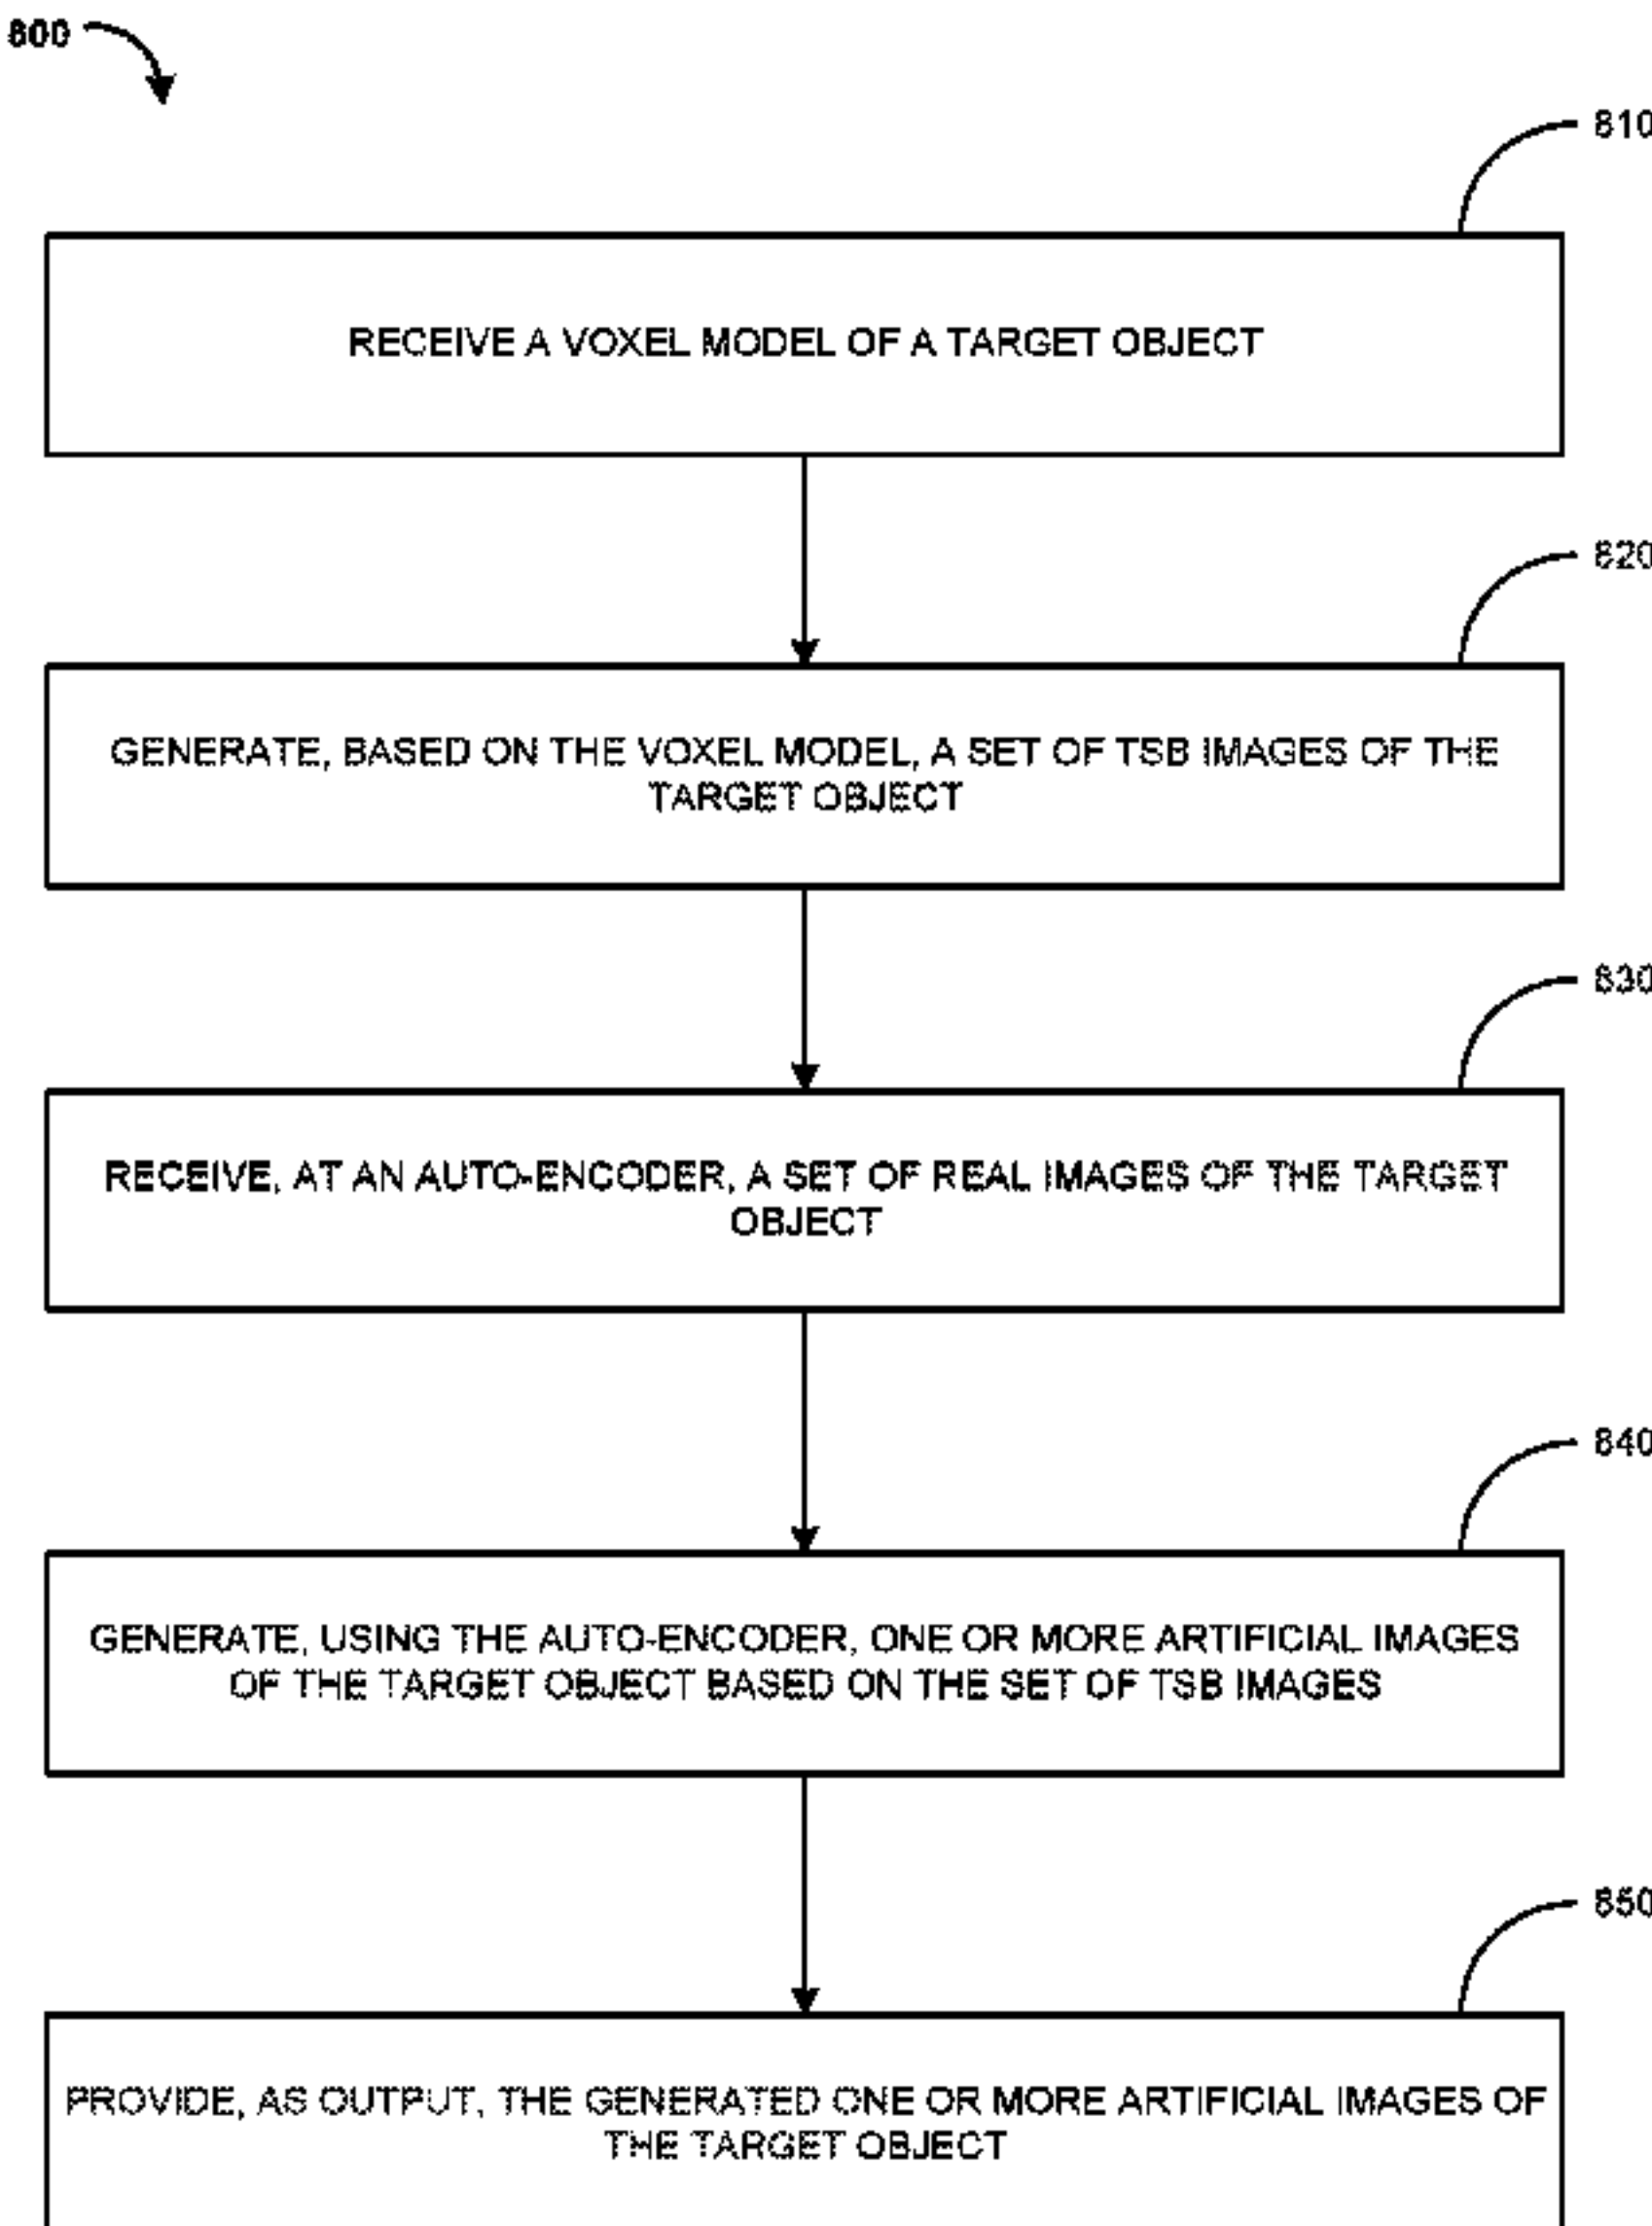 800
810
RECEIVE A VOXEL MODEL OF A TARGET OBJECT
820
GENERATE, BASED ON THE VOXEL MODEL, A SET OF TSB IMAGES OF THE
TARGET OBJECT
830
RECEIVE, AT AN AUTO-ENCODER, A SET OF REAL IMAGES OF THE TARGET
OBJECT
840
GENERATE, USING THE AUTO-ENCODER, ONE OR MORE ARTIFICIAL IMAGES
OF THE TARGET OBJECT BASED ON THE SET OF TSB IMAGES
850
PROVIDE, AS OUTPUT, THE GENERATED ONE OR MORE ARTIFICIAL IMAGES OF
THE TARGET OBJECT